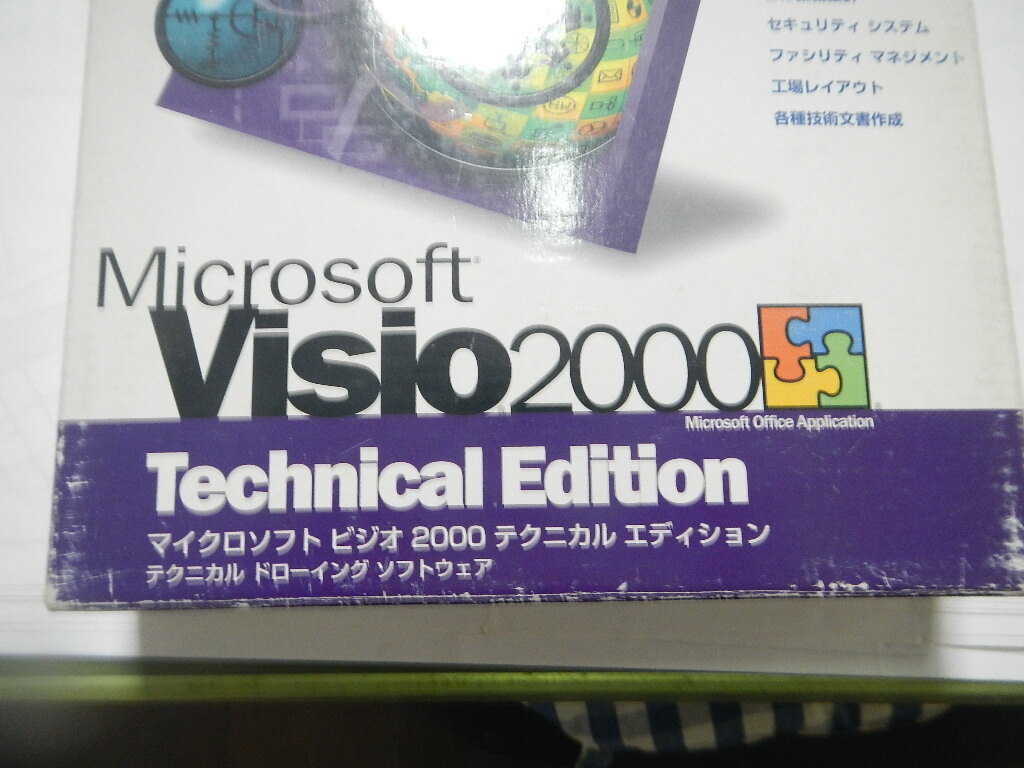 セキュリティ システム
ファシリティ マネジメント
工場レイアウト
各種技術文書作成
Microsoft®
Visio 2000
Microsoft Office Application
Technical Edition
マイクロソフト ビジオ 2000 テクニカル エディション
テクニカル ドローイング ソフトウェア